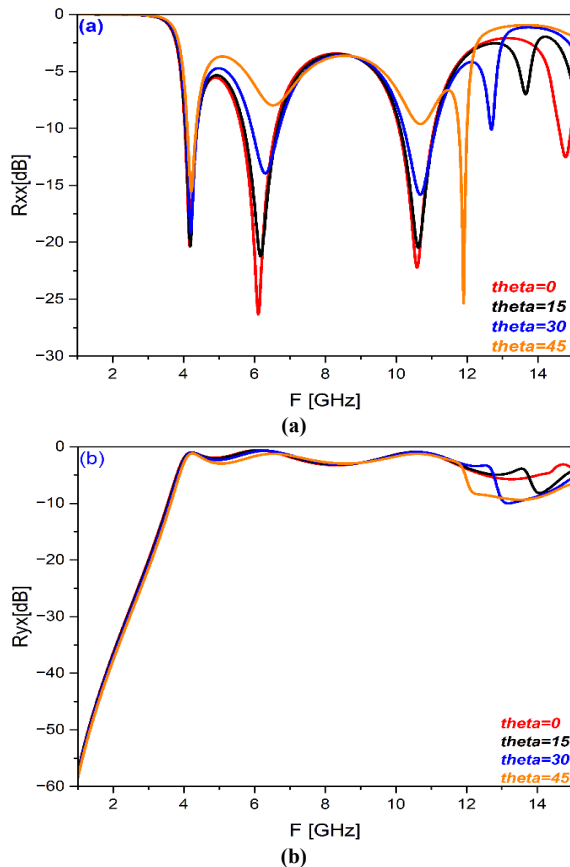 (a)
0
−5
−10
−15
−20
−25
−30
Rxx[dB]
theta=0
theta=15
theta=30
theta=45
2 4 6 8 10 12 14
F [GHz]
(a)
(b)
0
−10
−20
−30
−40
−50
−60
Ryx[dB]
theta=0
theta=15
theta=30
theta=45
2 4 6 8 10 12 14
F [GHz]
(b)